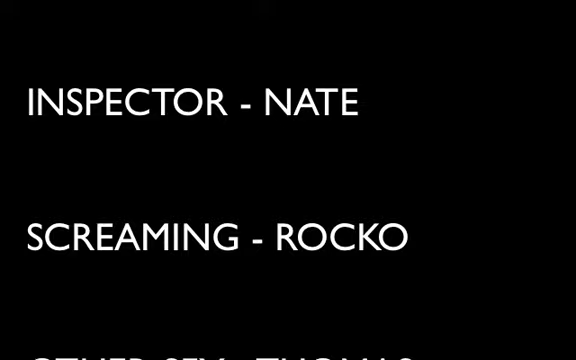 INSPECTOR - NATE
SCREAMING - ROCKO